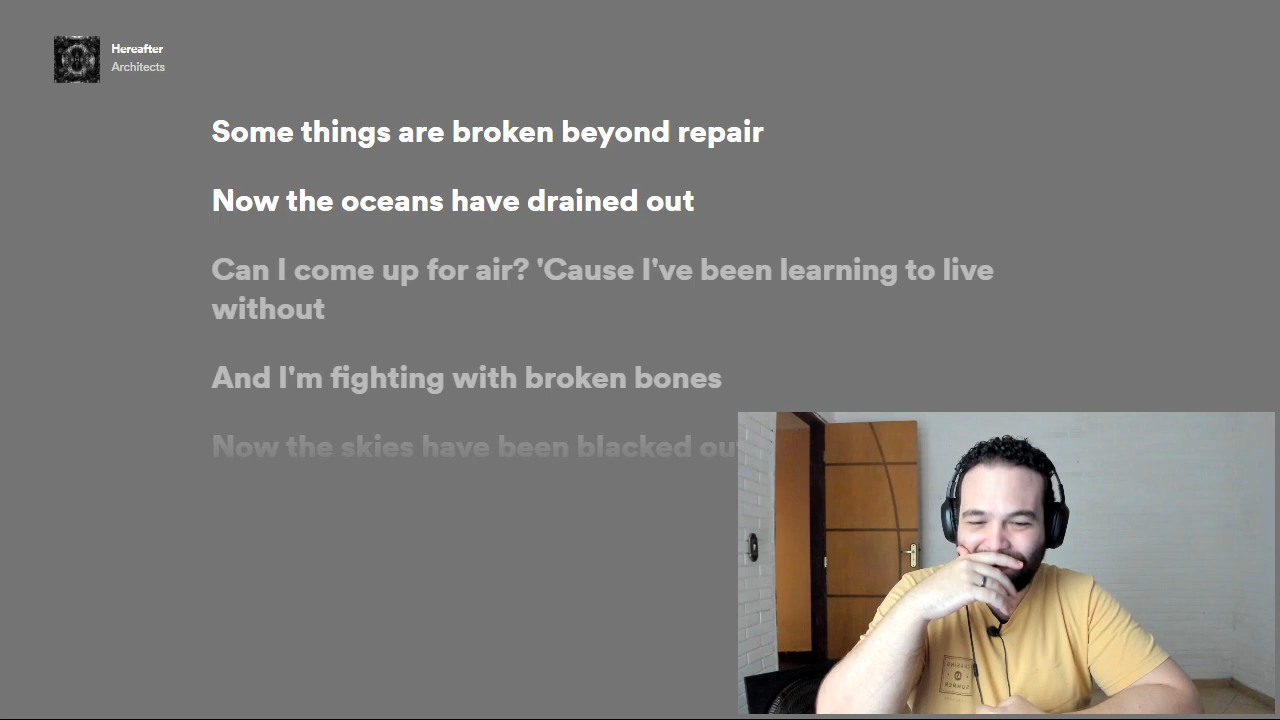 Hereafter
Architects
Some things are broken beyond repair
Now the oceans have drained out
Can I come up for air? 'Cause I've been learning to live
without
And I'm fighting with broken bones
Now the skies have been blacked out